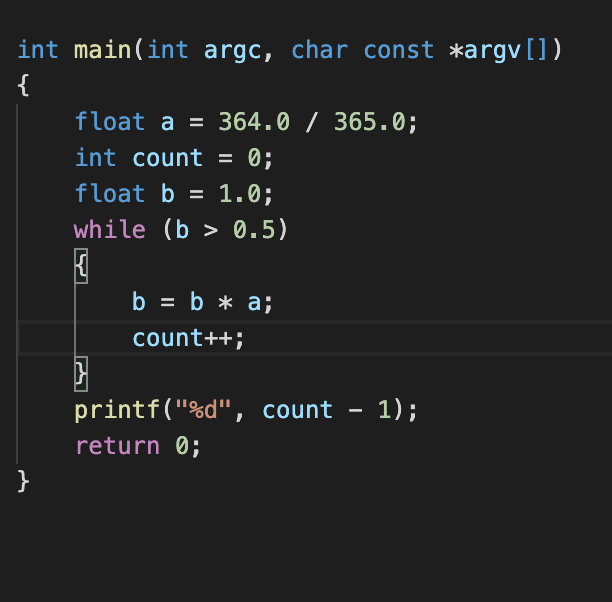 int main(int argc, char const *argv[])
{
    float a = 364.0 / 365.0;
    int count = 0;
    float b = 1.0;
    while (b > 0.5)
    {
        b = b * a;
        count++;
    }
    printf("%d", count - 1);
    return 0;
}